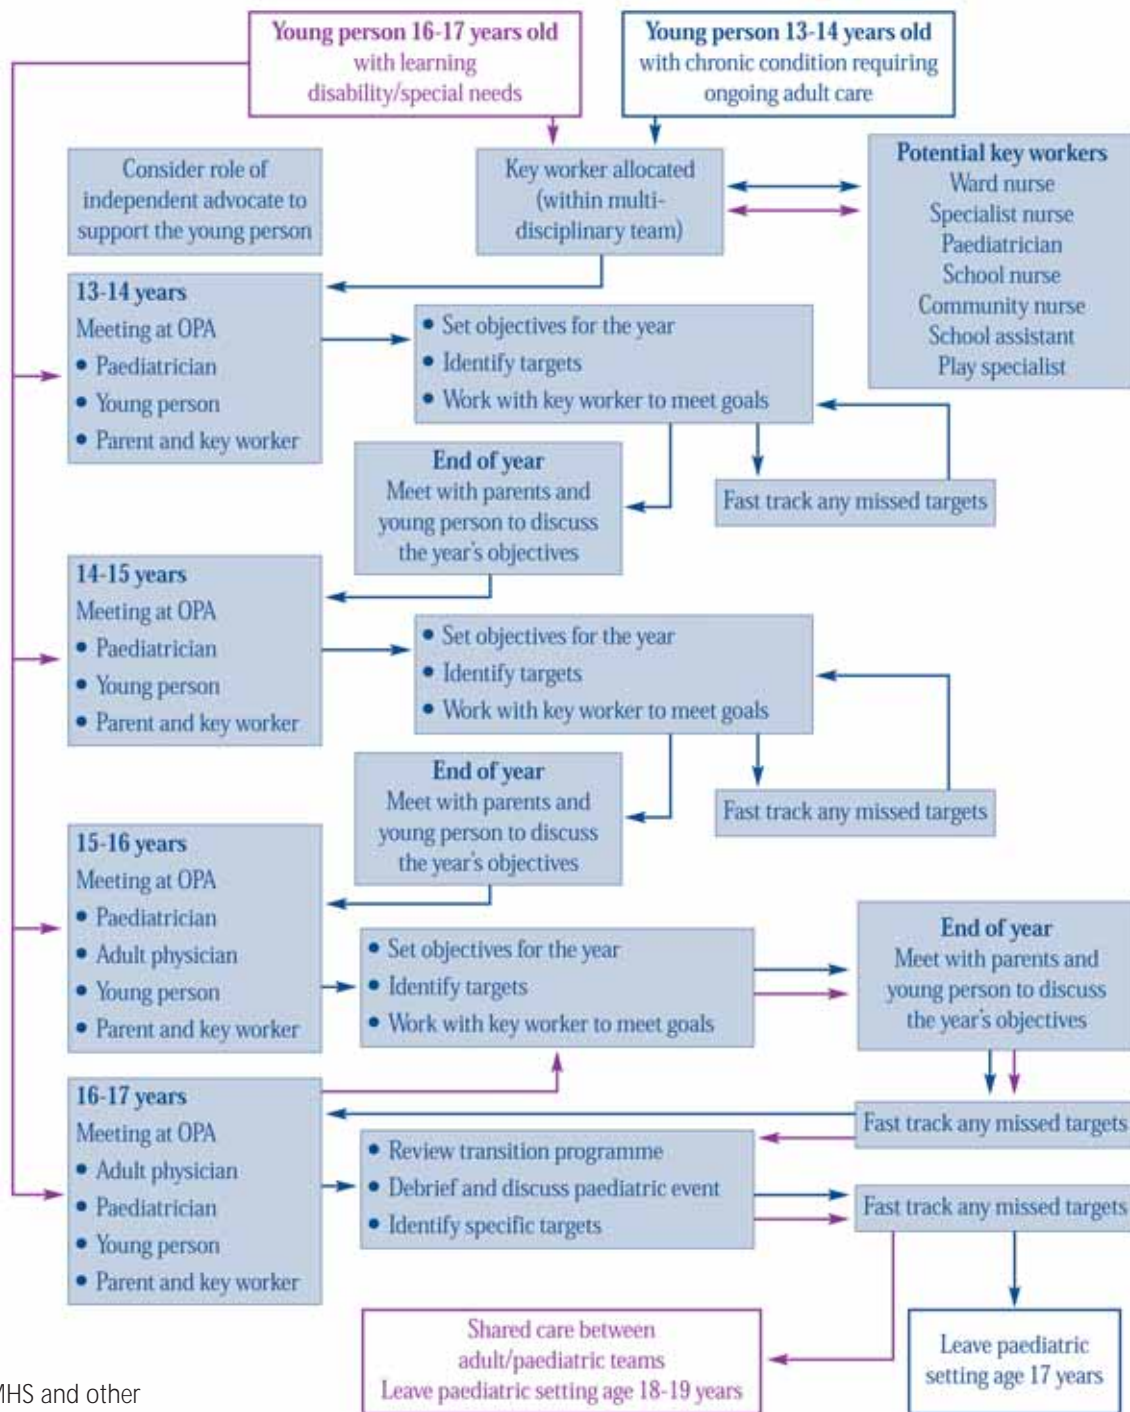 Young person 16-17 years old
with learning
disability/special needs
Young person 13-14 years old
with chronic condition requiring
ongoing adult care
Consider role of
independent advocate to
support the young person
Key worker allocated
(within multi-
disciplinary team)
Potential key workers
Ward nurse
Specialist nurse
Paediatrician
School nurse
Community nurse
School assistant
Play specialist
13-14 years
Meeting at OPA
• Paediatrician
• Young person
• Parent and key worker
• Set objectives for the year
• Identify targets
• Work with key worker to meet goals
End of year
Meet with parents and
young person to discuss
the year's objectives
Fast track any missed targets
14-15 years
Meeting at OPA
• Paediatrician
• Young person
• Parent and key worker
• Set objectives for the year
• Identify targets
• Work with key worker to meet goals
End of year
Meet with parents and
young person to discuss
the year's objectives
Fast track any missed targets
15-16 years
Meeting at OPA
• Paediatrician
• Adult physician
• Young person
• Parent and key worker
• Set objectives for the year
• Identify targets
• Work with key worker to meet goals
End of year
Meet with parents and
young person to discuss
the year's objectives
Fast track any missed targets
16-17 years
Meeting at OPA
• Adult physician
• Paediatrician
• Young person
• Parent and key worker
• Review transition programme
• Debrief and discuss paediatric event
• Identify specific targets
Fast track any missed targets
Shared care between
adult/paediatric teams
Leave paediatric setting age 18-19 years
Leave paediatric
setting age 17 years
MHS and other